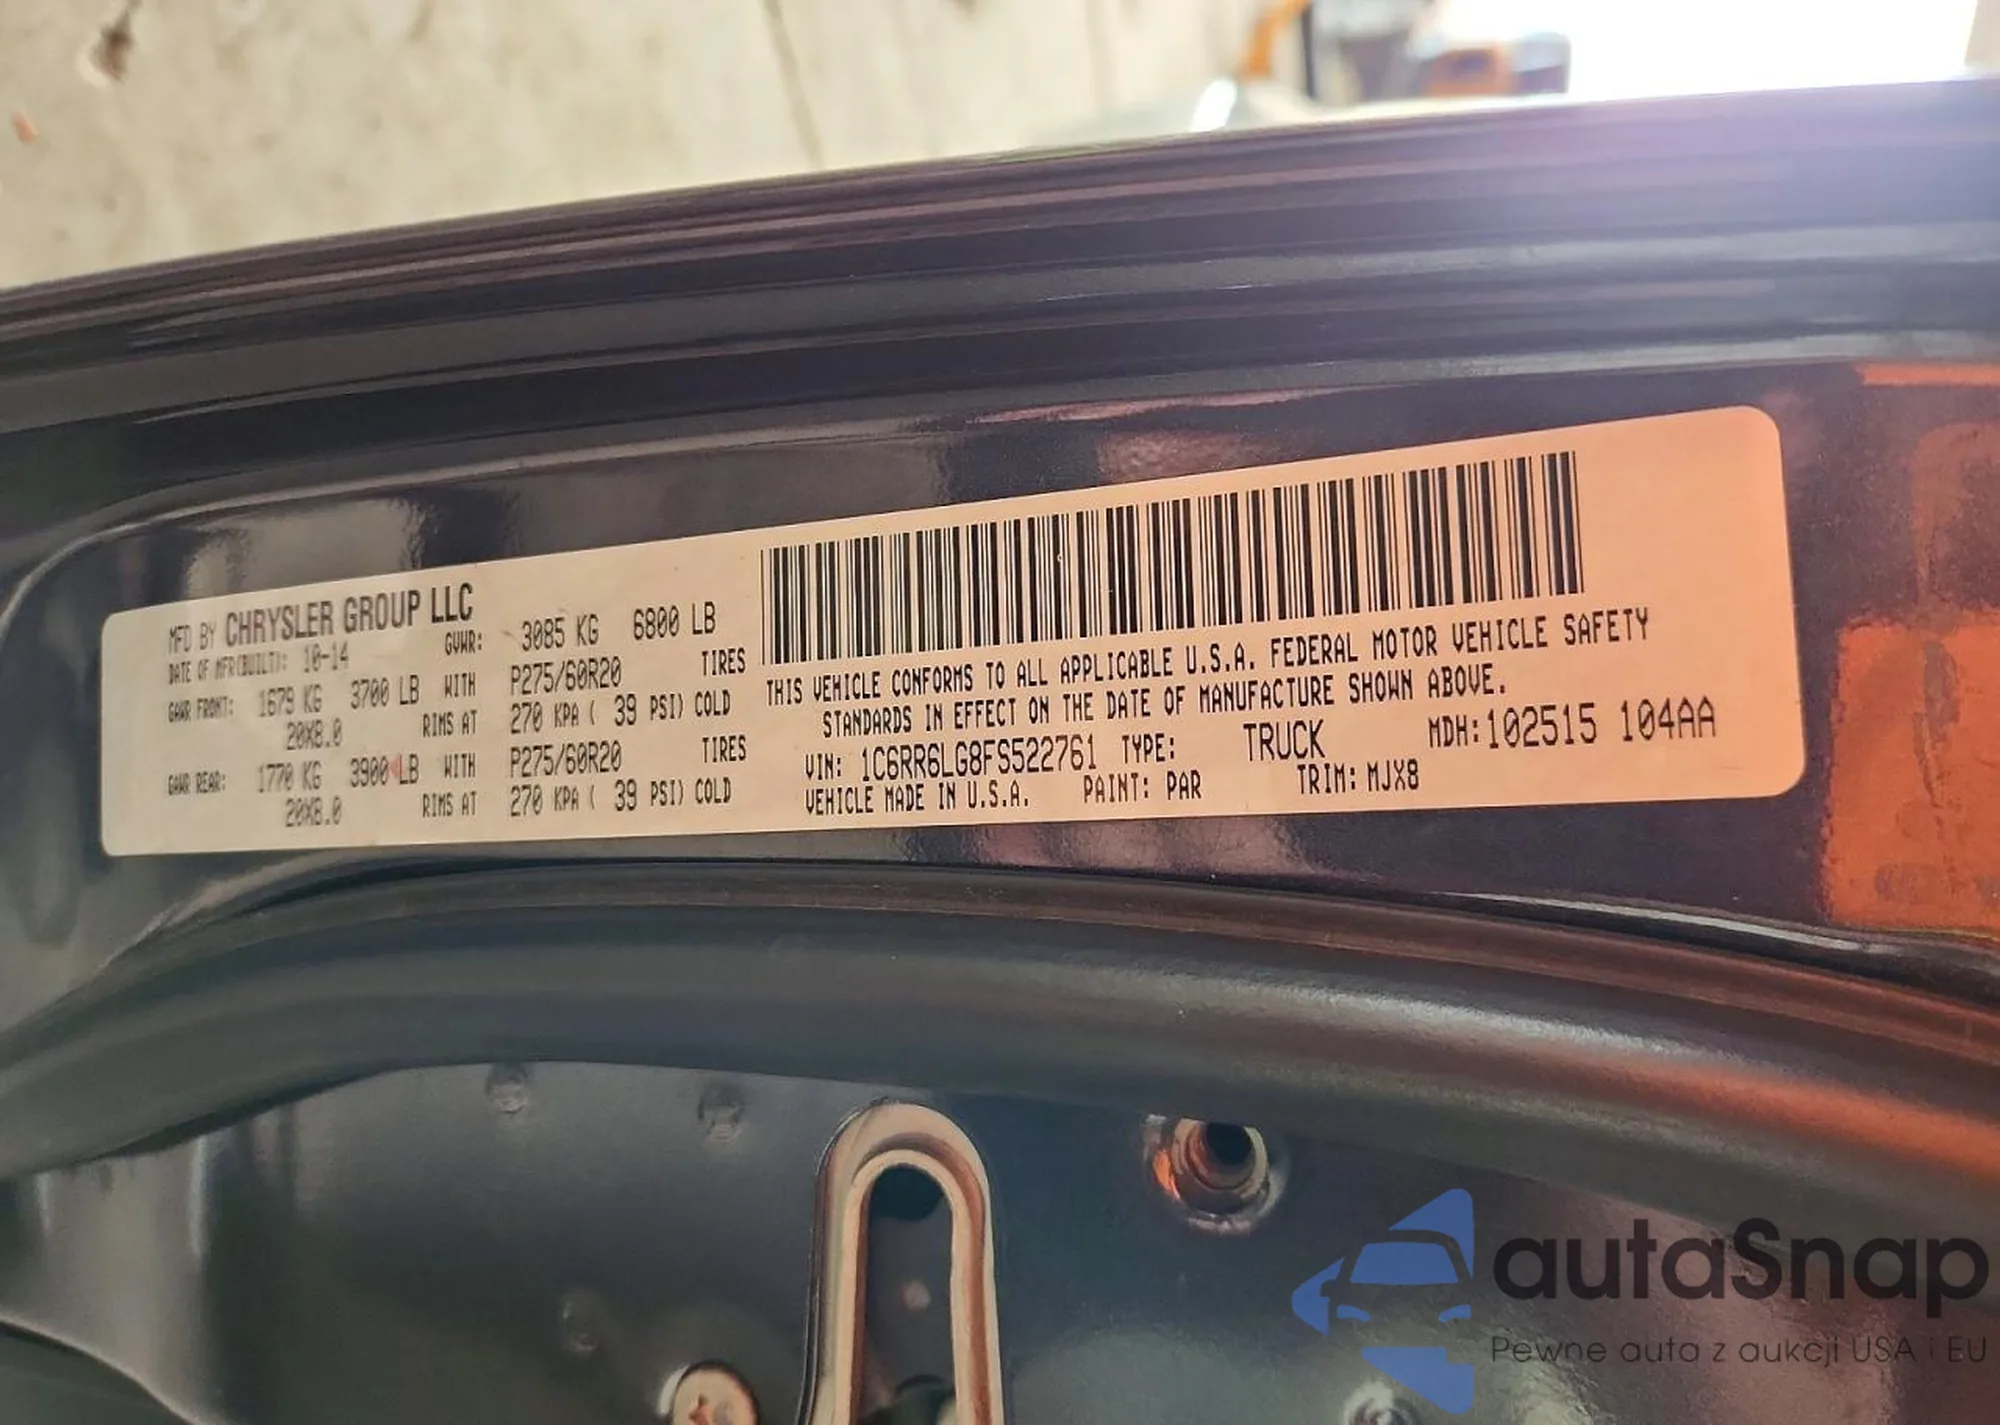 MFD BY CHRYSLER GROUP LLC
DATE OF MFR(BUILT): 10-14 GVWR: 3085 KG 6800 LB
GAWR FRONT: 1679 KG 3700 LB WITH P275/60R20 TIRES
20X8.0 RIMS AT 270 KPA ( 39 PSI) COLD
GAWR REAR: 1770 KG 3900 LB WITH P275/60R20 TIRES
20X8.0 RIMS AT 270 KPA ( 39 PSI) COLD
THIS VEHICLE CONFORMS TO ALL APPLICABLE U.S.A. FEDERAL MOTOR VEHICLE SAFETY
STANDARDS IN EFFECT ON THE DATE OF MANUFACTURE SHOWN ABOVE.
VIN: 1C6RR6LG8FS522761 TYPE: TRUCK MDH:102515 104AA
VEHICLE MADE IN U.S.A. PAINT: PAR TRIM: MJX8
autaSnap
Pewne auta z aukcji USA i EU